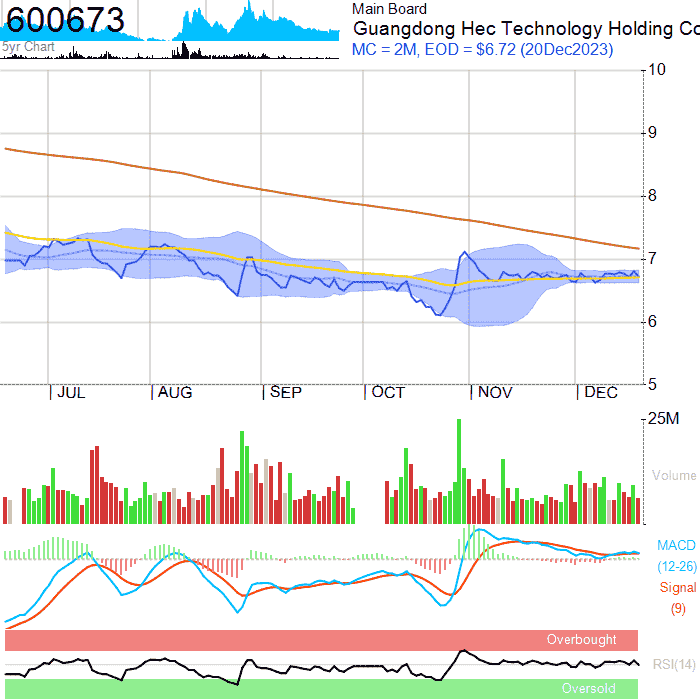 600673
5yr Chart
Main Board
Guangdong Hec Technology Holding Co
MC = 2M, EOD = $6.72 (20Dec2023)
10
9
8
7
6
5
JUL AUG SEP OCT NOV DEC
25M
Volume
MACD
(12-26)
Signal
(9)
Overbought
RSI(14)
Oversold